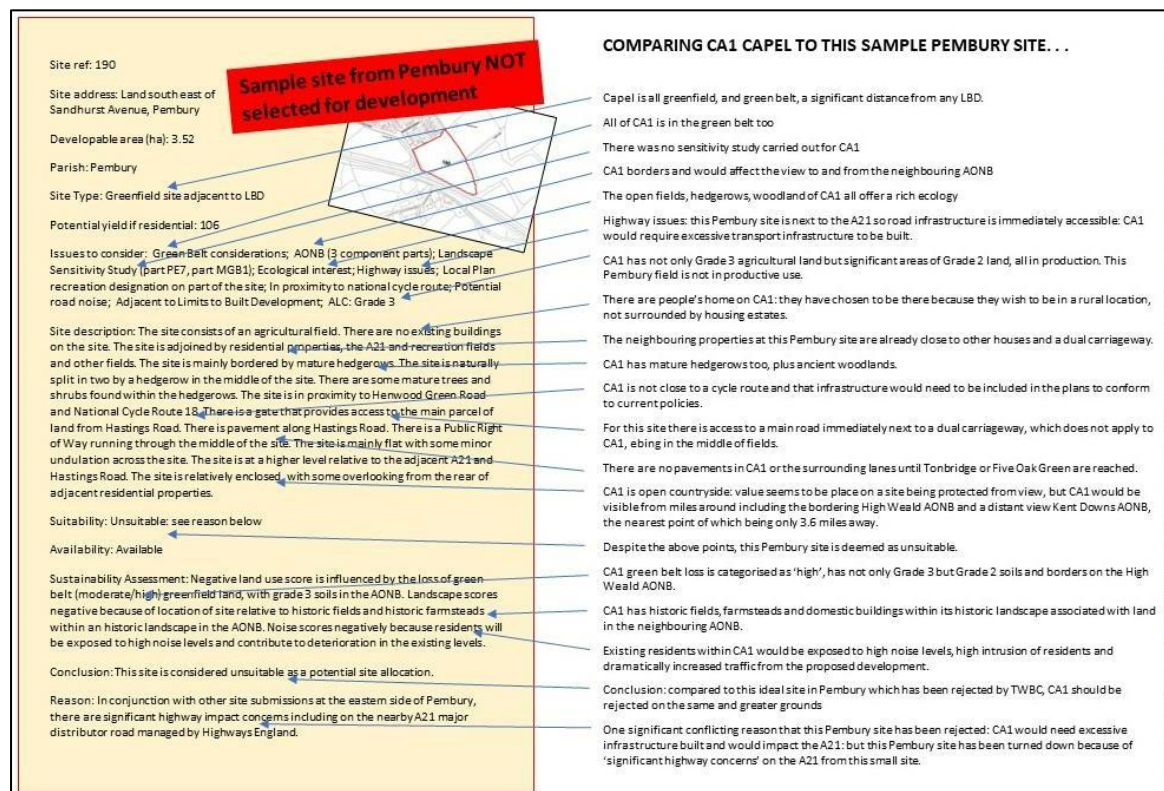 Site ref: 190
Sample site from Pembury NOT
selected for development
Site address: Land south east of
Sandhurst Avenue, Pembury
Developable area (ha): 3.52
Parish: Pembury
Site Type: Greenfield site adjacent to LBD
Potential yield if residential: 106
Issues to consider: Green Belt considerations; AONB (3 component parts); Landscape
Sensitivity Study (part PE7, part MGB1); Ecological interest; Highway issues; Local Plan
recreation designation on part of the site; In proximity to national cycle route; Potential
road noise; Adjacent to Limits to Built Development; ALC: Grade 3
Site description: The site consists of an agricultural field. There are no existing buildings
on the site. The site is adjoined by residential properties, the A21 and recreation fields
and other fields. The site is mainly bordered by mature hedgerows. The site is naturally
split in two by a hedgerow in the middle of the site. There are some mature trees and
shrubs found within the hedgerows. The site is in proximity to Henwood Green Road
and National Cycle Route 18. There is a gate that provides access to the main parcel of
land from Hastings Road. There is pavement along Hastings Road. There is a Public Right
of Way running through the middle of the site. The site is mainly flat with some minor
undulation across the site. The site is at a higher level relative to the adjacent A21 and
Hastings Road. The site is relatively enclosed, with some overlooking from the rear of
adjacent residential properties.
Suitability: Unsuitable: see reason below
Availability: Available
Sustainability Assessment: Negative land use score is influenced by the loss of green
belt (moderate/high) greenfield land, with grade 3 soils in the AONB. Landscape scores
negative because of location of site relative to historic fields and historic farmsteads
within an historic landscape in the AONB. Noise scores negatively because residents will
be exposed to high noise levels and contribute to deterioration in the existing levels.
Conclusion: This site is considered unsuitable as a potential site allocation.
Reason: In conjunction with other site submissions at the eastern side of Pembury,
there are significant highway impact concerns including on the nearby A21 major
distributor road managed by Highways England.
COMPARING CA1 CAPEL TO THIS SAMPLE PEMBURY SITE. . .
Capel is all greenfield, and green belt, a significant distance from any LBD.
All of CA1 is in the green belt too
There was no sensitivity study carried out for CA1
CA1 borders and would affect the view to and from the neighbouring AONB
The open fields, hedgerows, woodland of CA1 all offer a rich ecology
Highway issues: this Pembury site is next to the A21 so road infrastructure is immediately accessible: CA1
would require excessive transport infrastructure to be built.
CA1 has not only Grade 3 agricultural land but significant areas of Grade 2 land, all in production. This
Pembury field is not in productive use.
There are people's home on CA1: they have chosen to be there because they wish to be in a rural location,
not surrounded by housing estates.
The neighbouring properties at this Pembury site are already close to other houses and a dual carriageway.
CA1 has mature hedgerows too, plus ancient woodlands.
CA1 is not close to a cycle route and that infrastructure would need to be included in the plans to conform
to current policies.
For this site there is access to a main road immediately next to a dual carriageway, which does not apply to
CA1, ebing in the middle of fields.
There are no pavements in CA1 or the surrounding lanes until Tonbridge or Five Oak Green are reached.
CA1 is open countryside: value seems to be place on a site being protected from view, but CA1 would be
visible from miles around including the bordering High Weald AONB and a distant view Kent Downs AONB,
the nearest point of which being only 3.6 miles away.
Despite the above points, this Pembury site is deemed as unsuitable.
CA1 green belt loss is categorised as 'high', has not only Grade 3 but Grade 2 soils and borders on the High
Weald AONB.
CA1 has historic fields, farmsteads and domestic buildings within its historic landscape associated with land
in the neighbouring AONB.
Existing residents within CA1 would be exposed to high noise levels, high intrusion of residents and
dramatically increased traffic from the proposed development.
Conclusion: compared to this ideal site in Pembury which has been rejected by TWBC, CA1 should be
rejected on the same and greater grounds
One significant conflicting reason that this Pembury site has been rejected: CA1 would need excessive
infrastructure built and would impact the A21: but this Pembury site has been turned down because of
'significant highway concerns' on the A21 from this small site.